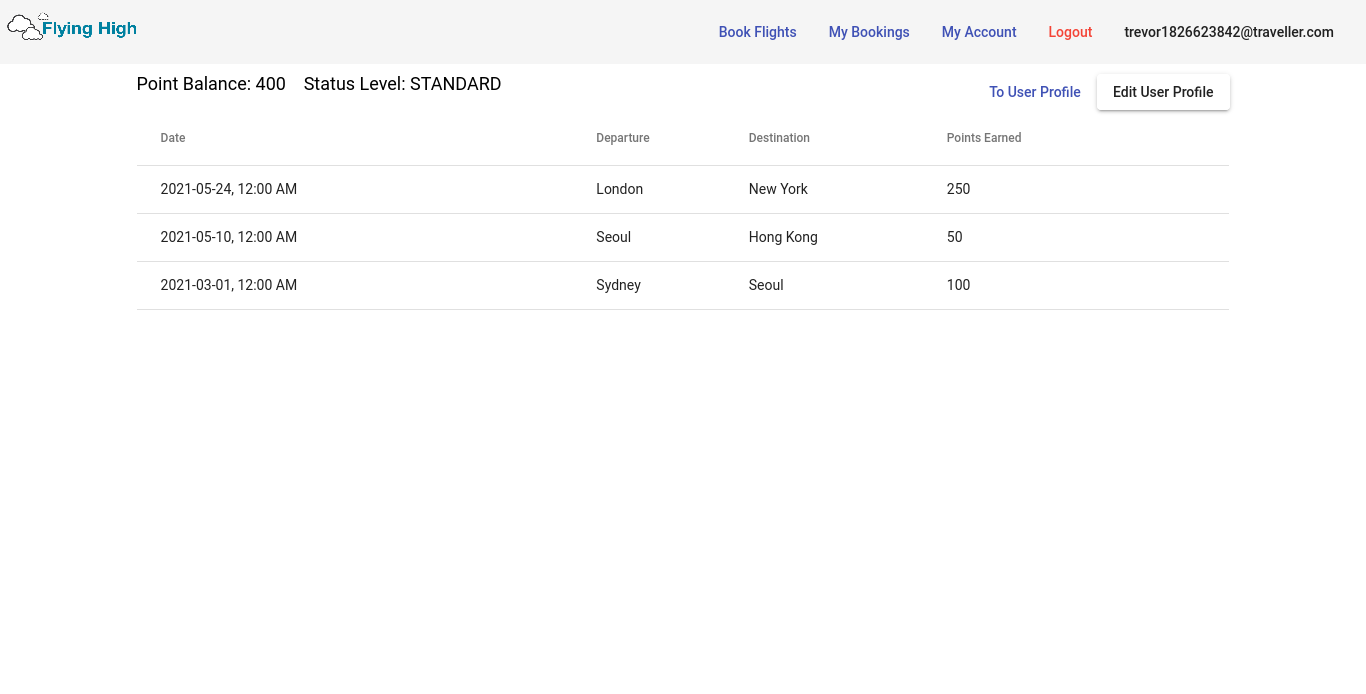 Flying High
Book Flights My Bookings My Account Logout trevor1826623842@traveller.com
Point Balance: 400 Status Level: STANDARD
To User Profile Edit User Profile
Date Departure Destination Points Earned
2021-05-24, 12:00 AM London New York 250
2021-05-10, 12:00 AM Seoul Hong Kong 50
2021-03-01, 12:00 AM Sydney Seoul 100